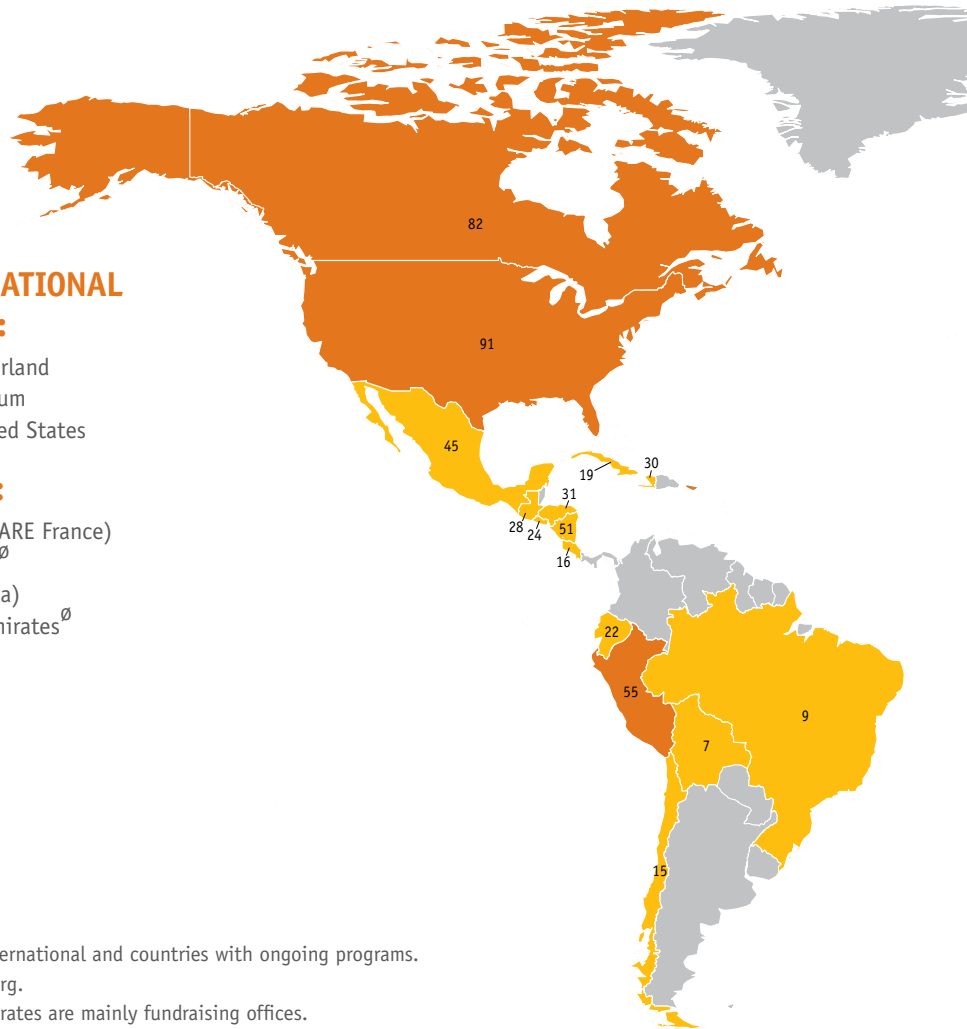 82
ATIONAL
:
rland
91
um
ed States
45
30
19
:
31
ARE France)
28
24
51
ø
16
a)
nirates ø
22
55
9
7
15
ernational and countries with ongoing programs.
rg.
rates are mainly fundraising offices.